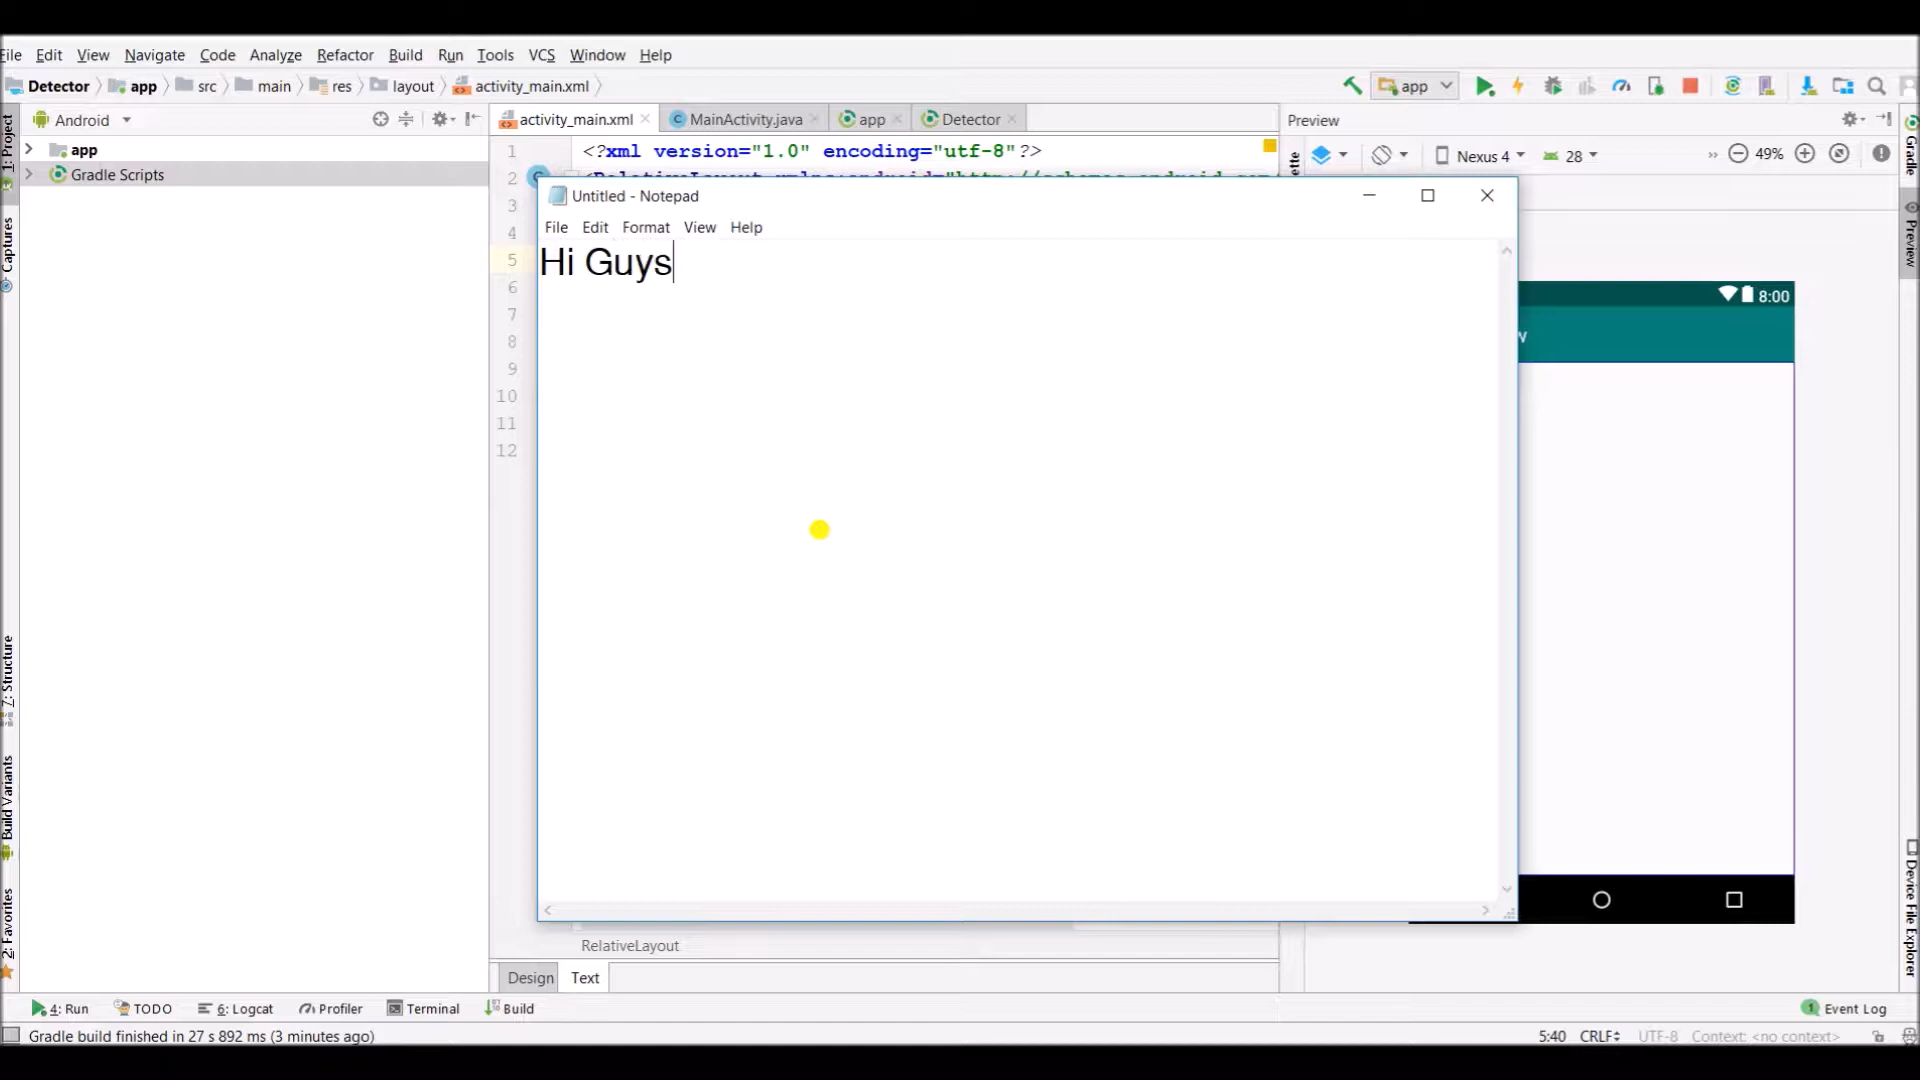 File Edit View Navigate Code Analyze Refactor Build Run Tools VCS Window Help
Detector app src main res layout activity_main.xml app
Android activity_main.xml MainActivity.java app Detector Preview
app
Gradle Scripts
1 <?xml version="1.0" encoding="utf-8"?>
Nexus 4 28 49%
2
3
4
5
6
7
8
9
10
11
12
Untitled - Notepad
File Edit Format View Help
Hi Guys
8:00
RelativeLayout
Design Text
1: Project
Captures
7: Structure
Build Variants
2: Favorites
Gradle
Preview
Device File Explorer
4: Run TODO 6: Logcat Profiler Terminal Build 1 Event Log
Gradle build finished in 27 s 892 ms (3 minutes ago) 5:40 CRLF UTF-8 Context: <no context>